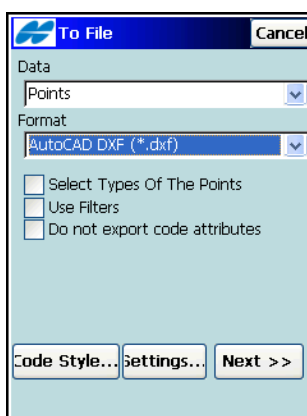 To File
Cancel
Data
Points
Format
AutoCAD DXF (*.dxf)
Select Types Of The Points
Use Filters
Do not export code attributes
Code Style... Settings... Next >>